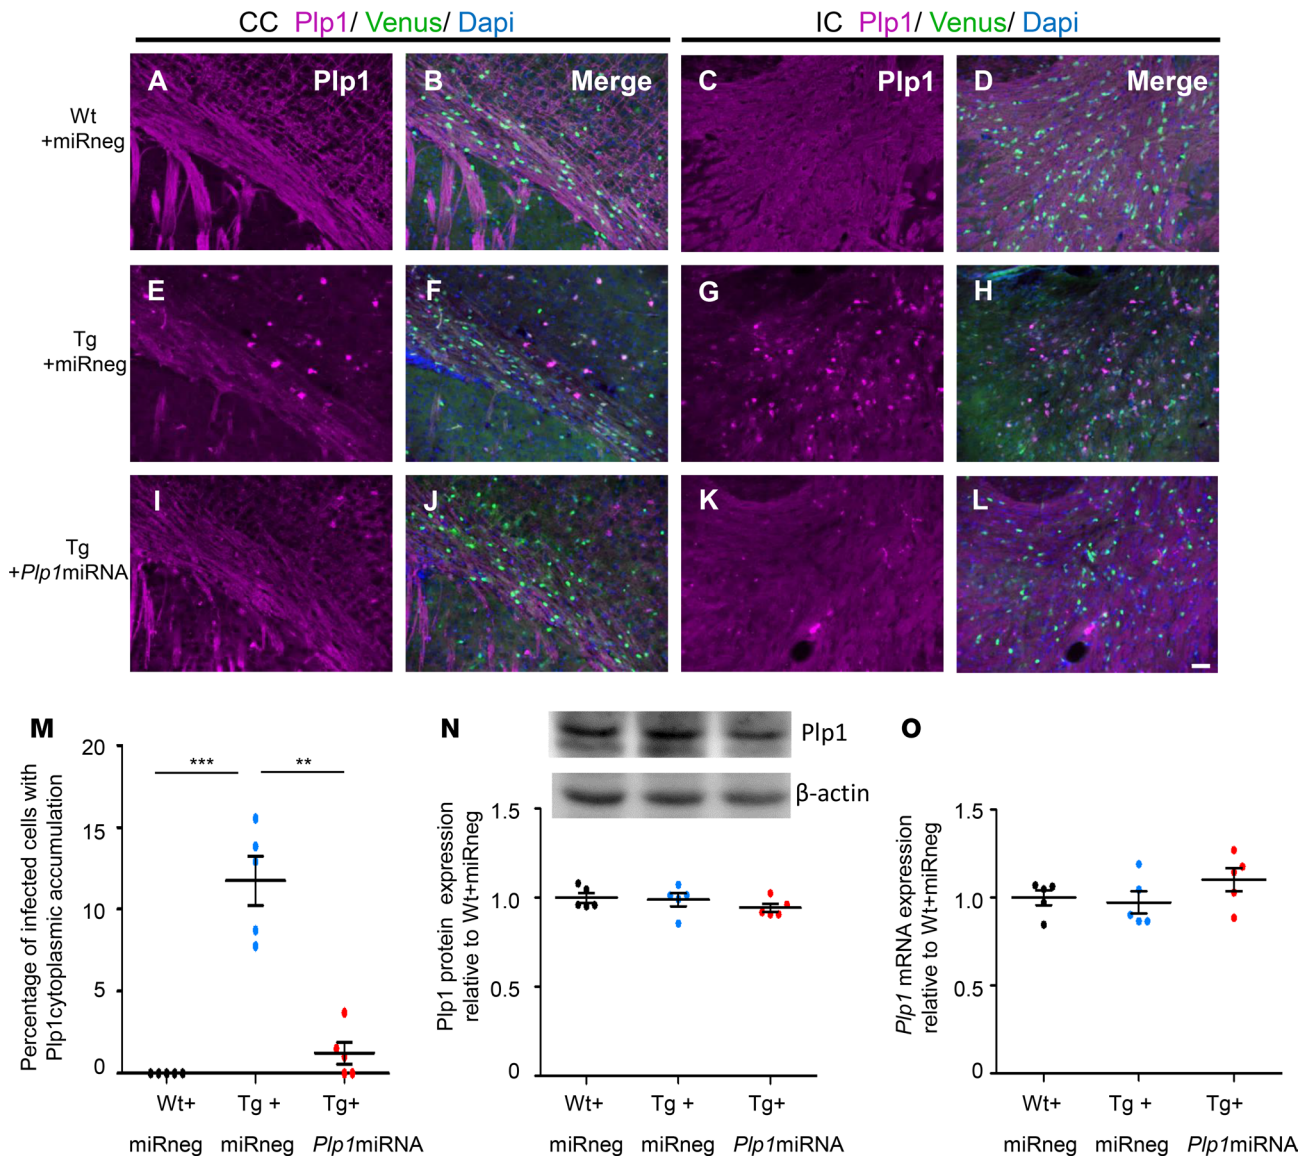 CC Plp1/ Venus/ Dapi
IC Plp1/ Venus/ Dapi
Wt
+miRneg
A Plp1
B Merge
C Plp1
D Merge
Tg
+miRneg
E
F
G
H
Tg
+Plp1miRNA
I
J
K
L
M
Percentage of infected cells with
Plp1cytoplasmic accumulation
20
15
10
5
0
***
**
Wt+
miRneg
Tg +
miRneg
Tg+
Plp1miRNA
N
Plp1
β-actin
Plp1 protein expression
relative to Wt+miRneg
1.5
1.0
0.5
0
Wt+
miRneg
Tg +
miRneg
Tg+
Plp1miRNA
O
Plp1 mRNA expression
relative to Wt+miRneg
1.5
1.0
0.5
0
Wt+
miRneg
Tg +
miRneg
Tg+
Plp1miRNA